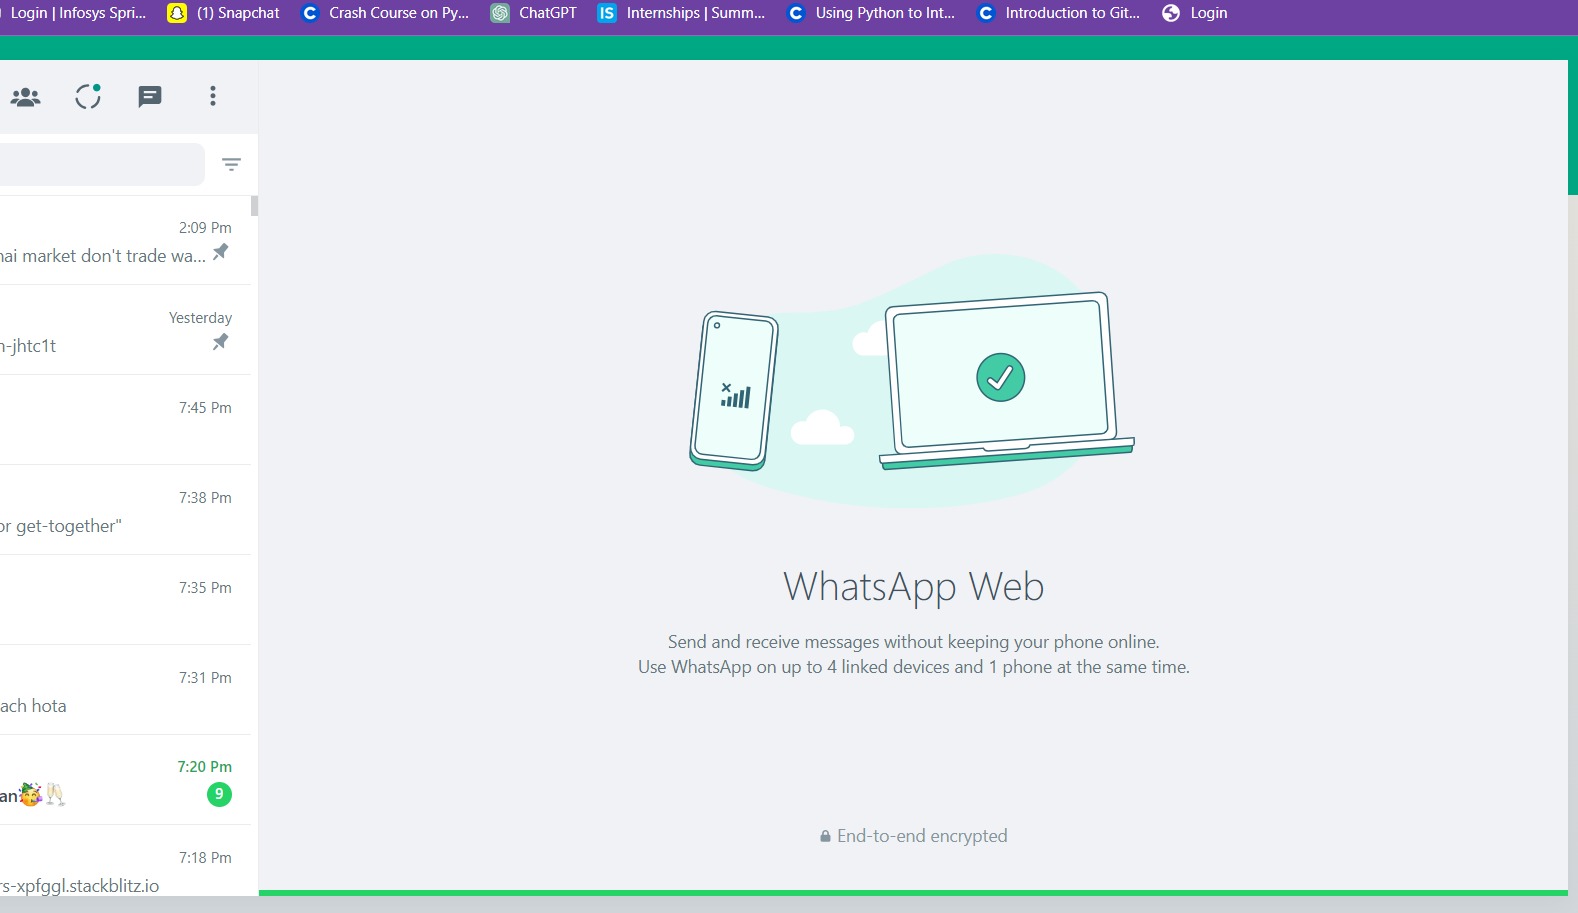 Login | Infosys Spri...
(1) Snapchat
Crash Course on Py...
ChatGPT
IS
Internships | Summ...
Using Python to Int...
Introduction to Git...
Login
2:09 Pm
market don't trade wa...
Yesterday
-jhtc1t
7:45 Pm
7:38 Pm
or get-together"
7:35 Pm
7:31 Pm
ach hota
7:20 Pm
an🥳🥂
9
7:18 Pm
rs-xpfggl.stackblitz.io
WhatsApp Web
Send and receive messages without keeping your phone online.
Use WhatsApp on up to 4 linked devices and 1 phone at the same time.
End-to-end encrypted